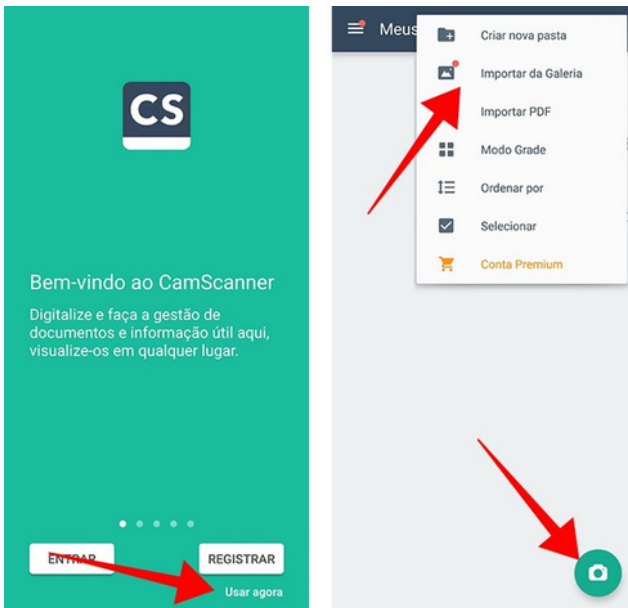 CS
Bem-vindo ao CamScanner
Digitalize e faça a gestão de
documentos e informação útil aqui,
visualize-os em qualquer lugar.
ENTRAR
REGISTRAR
Usar agora
Meus
Criar nova pasta
Importar da Galeria
Importar PDF
Modo Grade
Ordenar por
Selecionar
Conta Premium